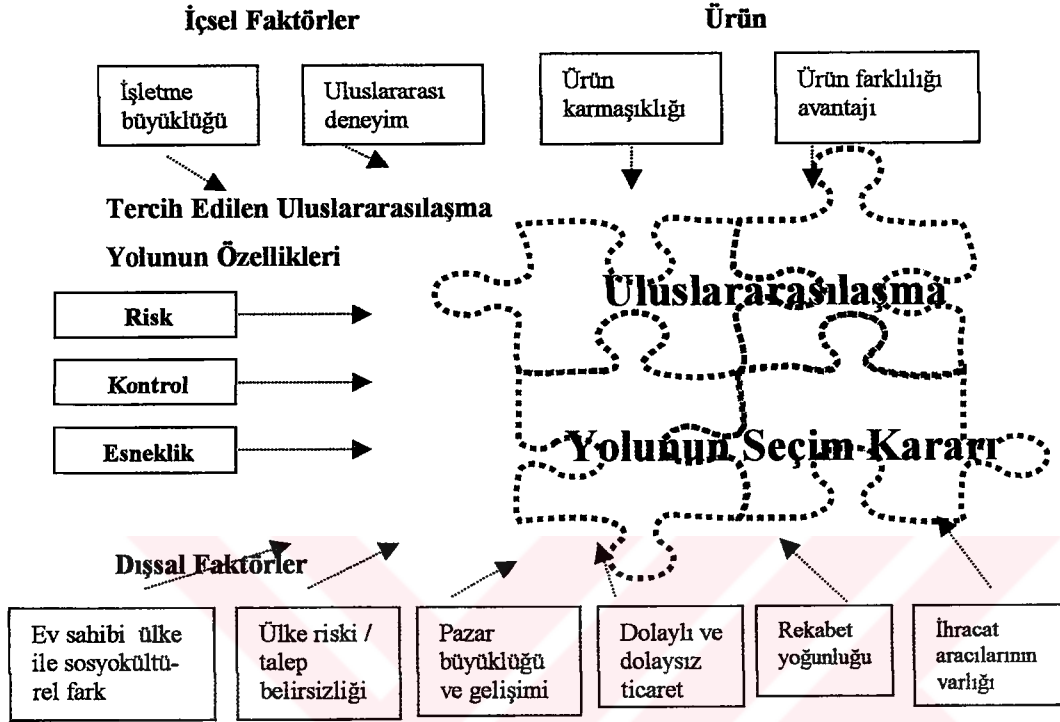 İçsel Faktörler
Ürün
İşletme
büyüklüğü
Uluslararası
deneyim
Ürün
karmaşıklığı
Ürün farklılığı
avantajı
Tercih Edilen Uluslararasılaşma
Yolunun Özellikleri
Risk
Kontrol
Esneklik
Uluslararasılaşma
Yolunun Seçim Kararı
Dışsal Faktörler
Ev sahibi ülke
ile sosyokültü-
rel fark
Ülke riski /
talep
belirsizliği
Pazar
büyüklüğü
ve gelişimi
Dolaylı ve
dolaysız
ticaret
Rekabet
yoğunluğu
İhracat
aracılarının
varlığı